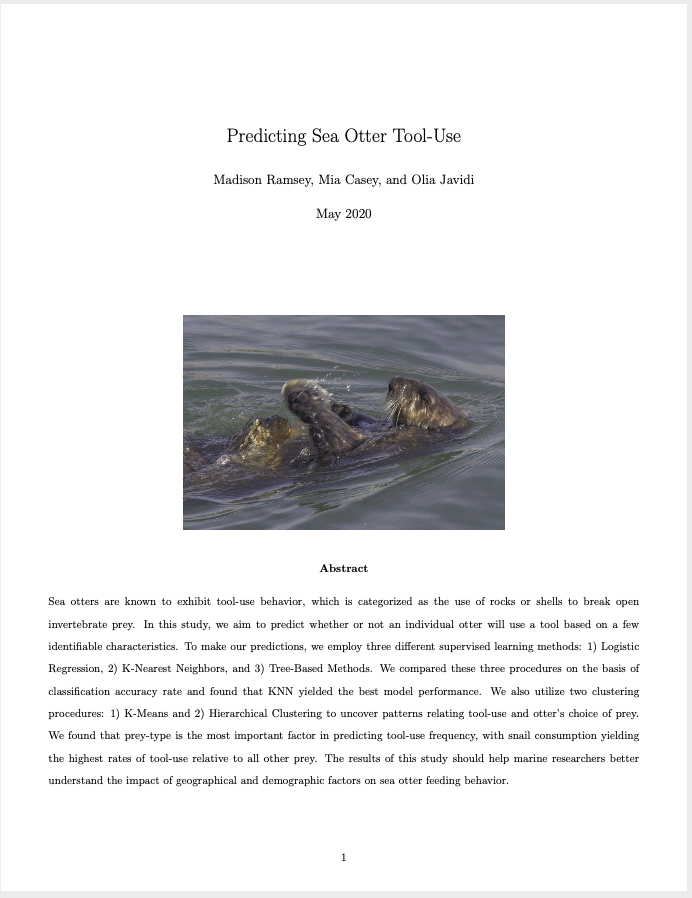 Predicting Sea Otter Tool-Use
Madison Ramsey, Mia Casey, and Olia Javidi
May 2020
Abstract
Sea otters are known to exhibit tool-use behavior, which is categorized as the use of rocks or shells to break open
invertebrate prey. In this study, we aim to predict whether or not an individual otter will use a tool based on a few
identifiable characteristics. To make our predictions, we employ three different supervised learning methods: 1) Logistic
Regression, 2) K-Nearest Neighbors, and 3) Tree-Based Methods. We compared these three procedures on the basis of
classification accuracy rate and found that KNN yielded the best model performance. We also utilize two clustering
procedures: 1) K-Means and 2) Hierarchical Clustering to uncover patterns relating tool-use and otter's choice of prey.
We found that prey-type is the most important factor in predicting tool-use frequency, with snail consumption yielding
the highest rates of tool-use relative to all other prey. The results of this study should help marine researchers better
understand the impact of geographical and demographic factors on sea otter feeding behavior.
1